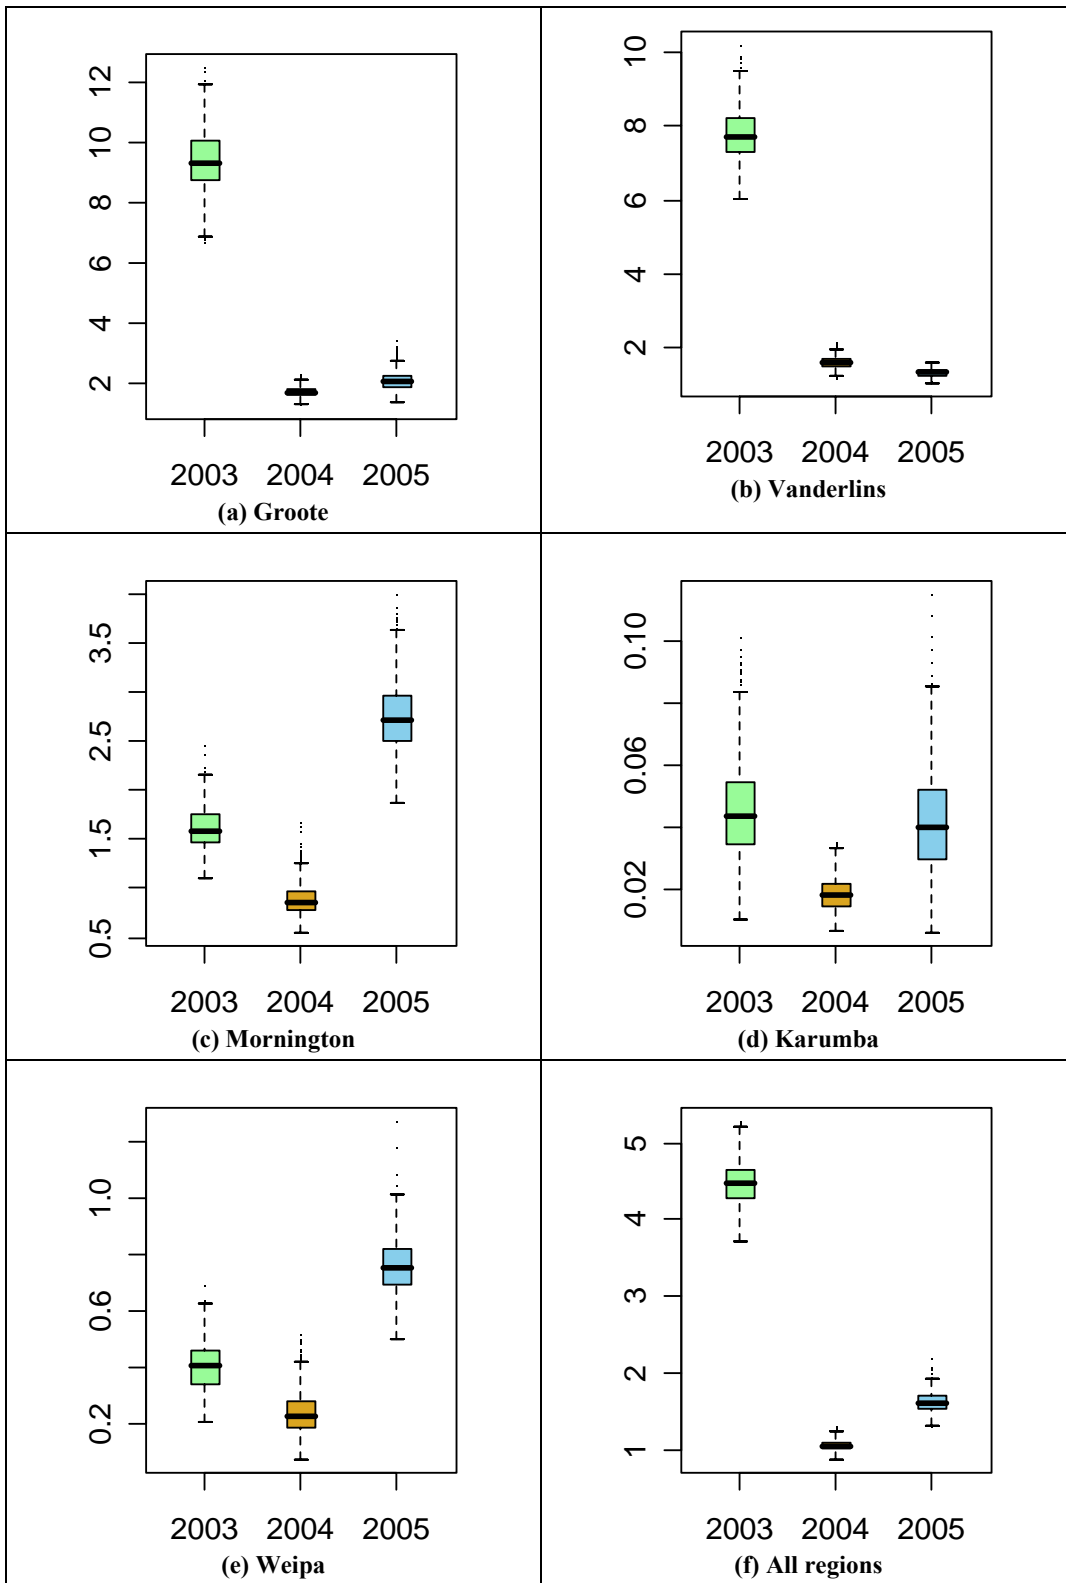 12
10
8
6
4
2
2003 2004 2005
(a) Groote
10
8
6
4
2
2003 2004 2005
(b) Vanderlins
3.5
2.5
1.5
0.5
2003 2004 2005
(c) Mornington
0.10
0.06
0.02
2003 2004 2005
(d) Karumba
1.0
0.6
0.2
2003 2004 2005
(e) Weipa
5
4
3
2
1
2003 2004 2005
(f) All regions